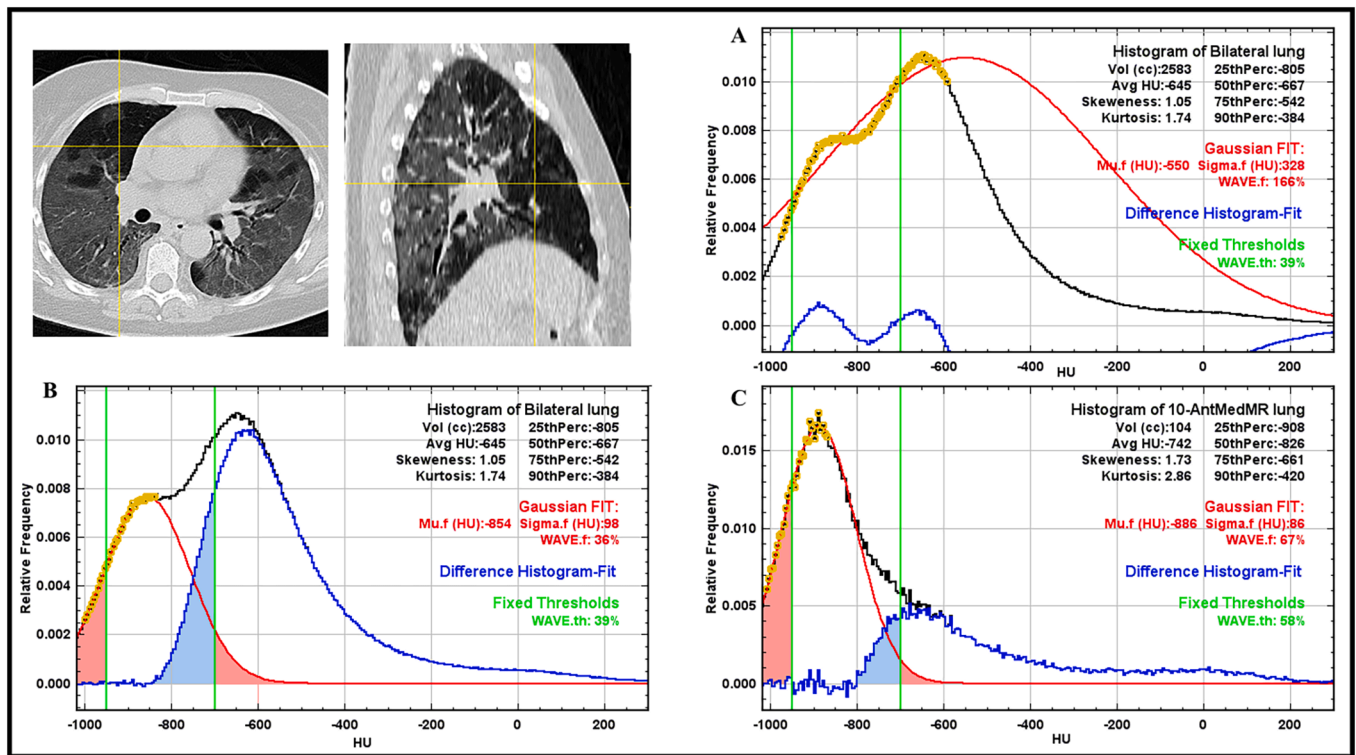 A
Histogram of Bilateral lung
Vol (cc):2583 25thPerc:-805
Avg HU:-645 50thPerc:-667
Skeweness: 1.05 75thPerc:-542
Kurtosis: 1.74 90thPerc:-384
Gaussian FIT:
Mu.f (HU):-550 Sigma.f (HU):328
WAVE.f: 166%
Difference Histogram-Fit
Fixed Thresholds
WAVE.th: 39%
Relative Frequency
0.010
0.008
0.006
0.004
0.002
0.000
-1000 -800 -600 -400 -200 0 200
HU
B
Histogram of Bilateral lung
Vol (cc):2583 25thPerc:-805
Avg HU:-645 50thPerc:-667
Skeweness: 1.05 75thPerc:-542
Kurtosis: 1.74 90thPerc:-384
Gaussian FIT:
Mu.f (HU):-854 Sigma.f (HU):98
WAVE.f: 36%
Difference Histogram-Fit
Fixed Thresholds
WAVE.th: 39%
Relative Frequency
0.010
0.008
0.006
0.004
0.002
0.000
-1000 -800 -600 -400 -200 0 200
HU
C
Histogram of 10-AntMedMR lung
Vol (cc):104 25thPerc:-908
Avg HU:-742 50thPerc:-826
Skeweness: 1.73 75thPerc:-661
Kurtosis: 2.86 90thPerc:-420
Gaussian FIT:
Mu.f (HU):-886 Sigma.f (HU):86
WAVE.f: 67%
Difference Histogram-Fit
Fixed Thresholds
WAVE.th: 58%
Relative Frequency
0.015
0.010
0.005
0.000
-1000 -800 -600 -400 -200 0 200
HU